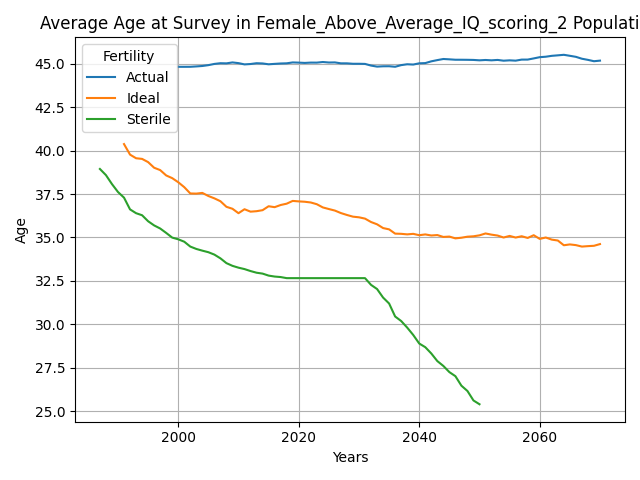 Average Age at Survey in Female_Above_Average_IQ_scoring_2 Populati
Fertility
Actual
Ideal
Sterile
45.0
42.5
40.0
37.5
35.0
32.5
30.0
27.5
25.0
Age
2000 2020 2040 2060
Years